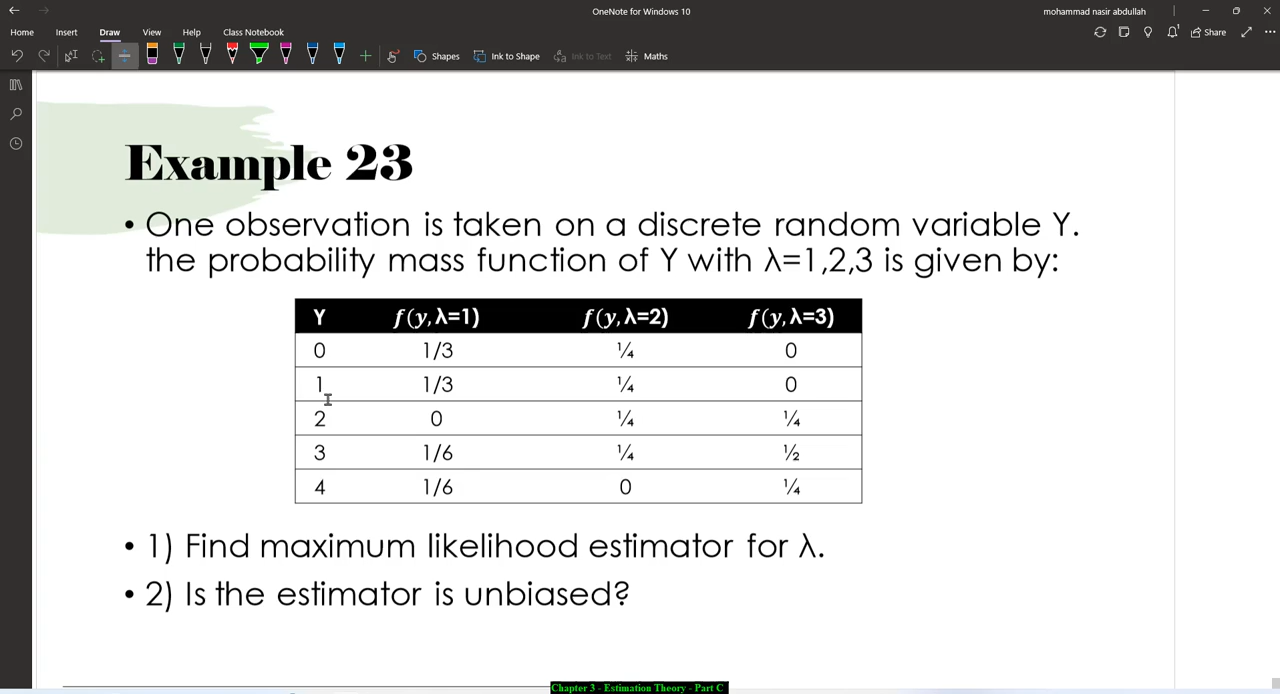 OneNote for Windows 10
mohammad nasir abdullah
Home Insert Draw View Help Class Notebook
Share
Shapes Ink to Shape Ink to Text Maths
Example 23
• One observation is taken on a discrete random variable Y.
the probability mass function of Y with λ=1,2,3 is given by:
Y f(y,λ=1) f(y,λ=2) f(y,λ=3)
0 1/3 ¼ 0
1 1/3 ¼ 0
2 0 ¼ ¼
3 1/6 ¼ ½
4 1/6 0 ¼
• 1) Find maximum likelihood estimator for λ.
• 2) Is the estimator is unbiased?
Chapter 3 - Estimation Theory - Part C